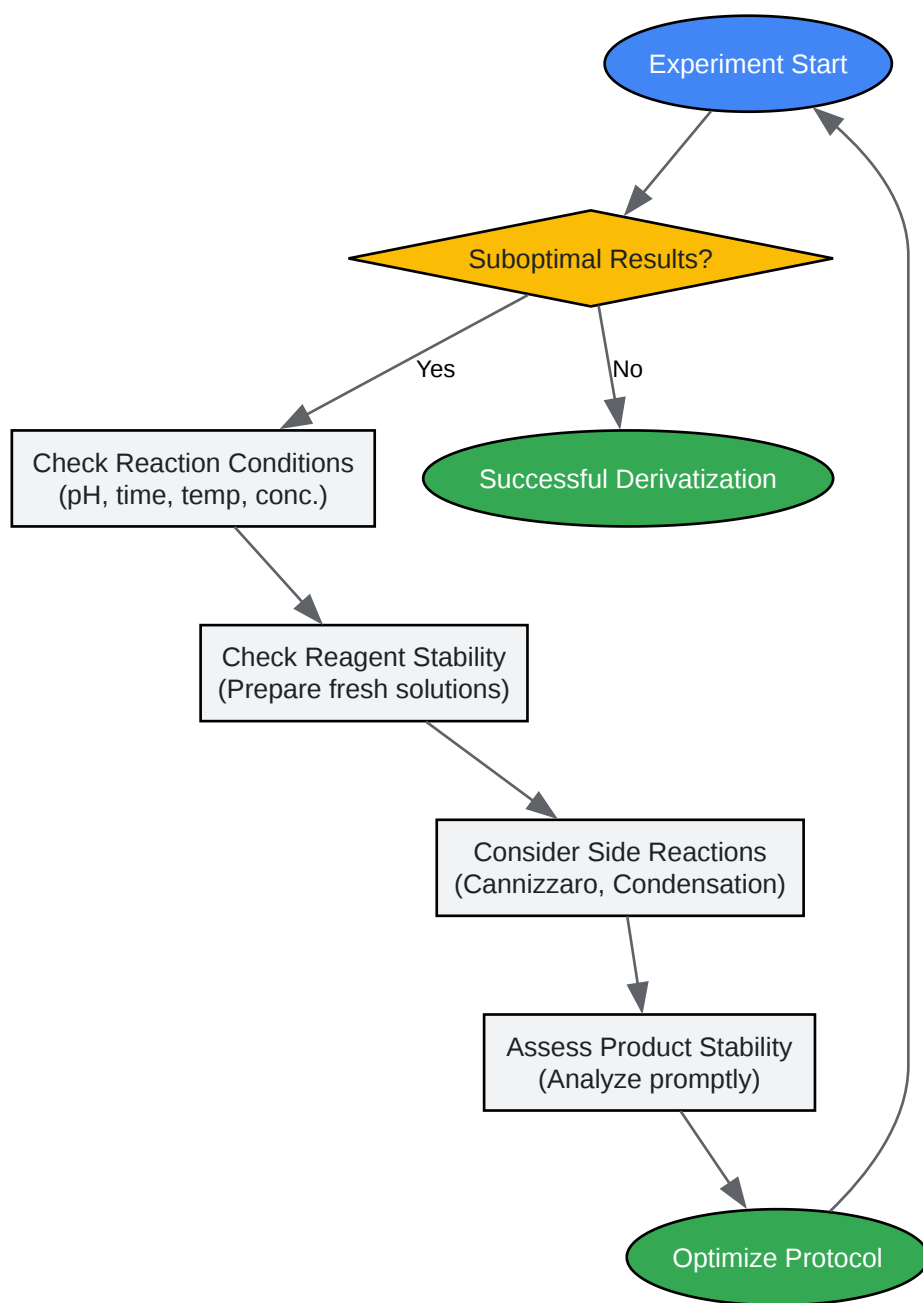 Experiment Start
Suboptimal Results?
Yes
No
Check Reaction Conditions
(pH, time, temp, conc.)
Successful Derivatization
Check Reagent Stability
(Prepare fresh solutions)
Consider Side Reactions
(Cannizzaro, Condensation)
Assess Product Stability
(Analyze promptly)
Optimize Protocol